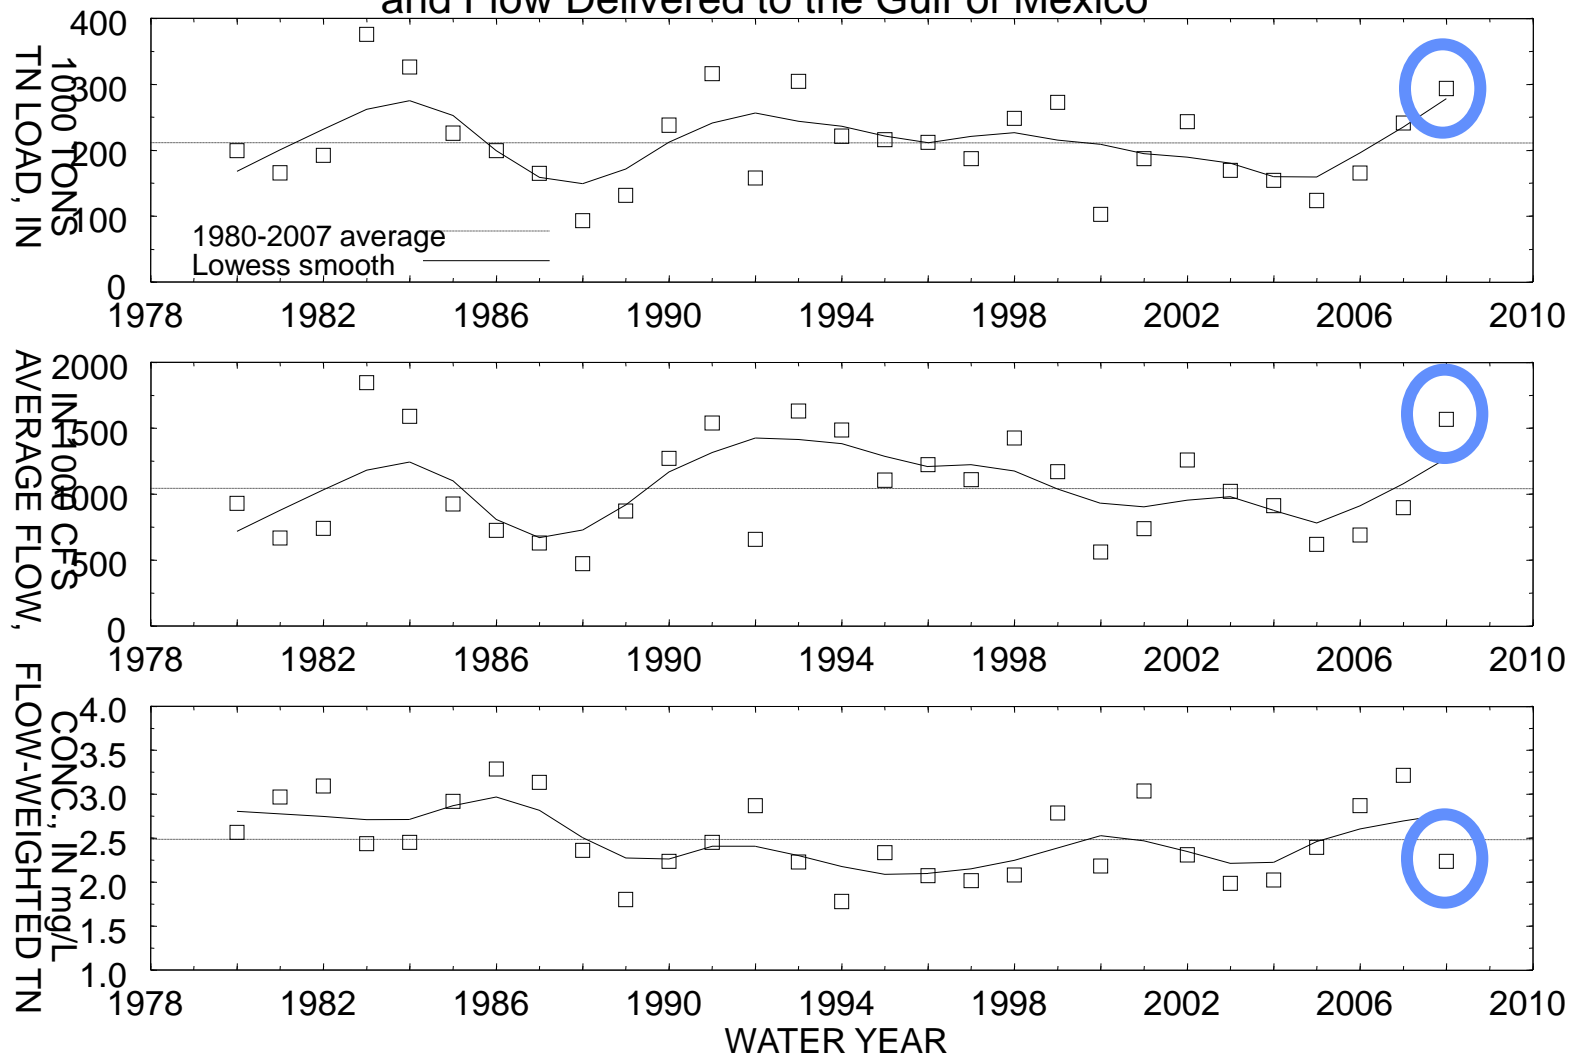 and Flow Delivered to the Gulf of Mexico
TN LOAD, IN
1000 TONS
400
300
200
100
0
1980-2007 average
Lowess smooth
1978 1982 1986 1990 1994 1998 2002 2006 2010
AVERAGE FLOW,
IN 1000 CFS
2000
1500
1000
500
0
1978 1982 1986 1990 1994 1998 2002 2006 2010
FLOW-WEIGHTED TN
CONC., IN mg/L
4.0
3.5
3.0
2.5
2.0
1.5
1.0
1978 1982 1986 1990 1994 1998 2002 2006 2010
WATER YEAR